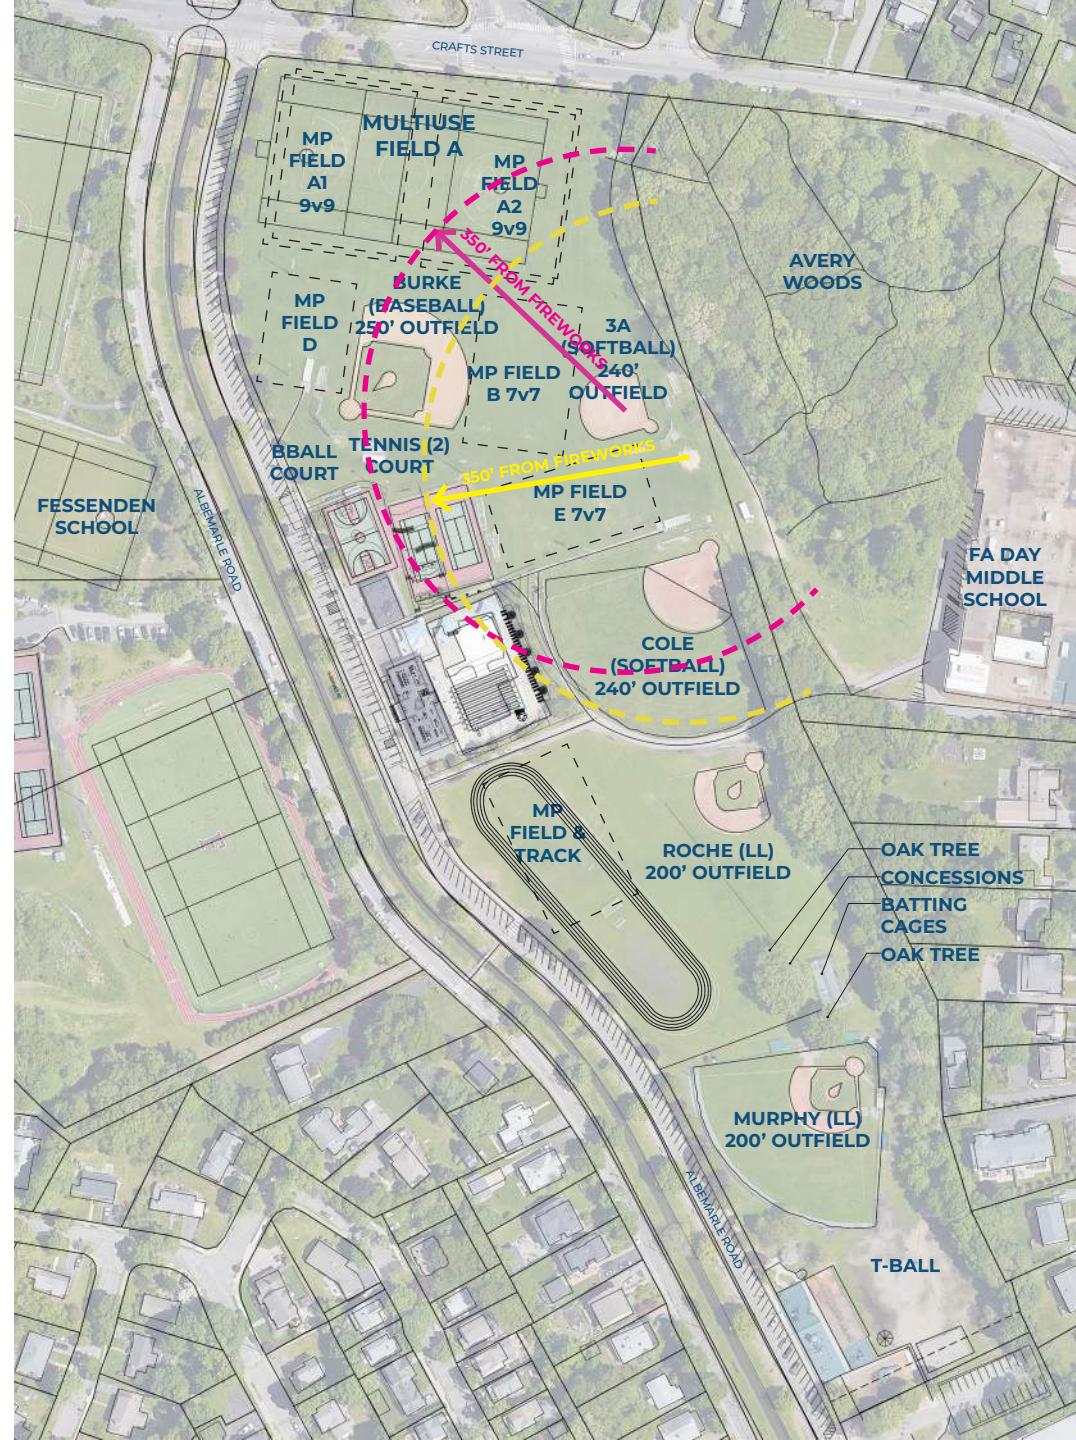 CRAFTS STREET
MULTIUSE
FIELD A
MP
FIELD
A1
9v9
MP
FIELD
A2
9v9
AVERY
WOODS
350' FROM FIREWORKS
BURKE
(BASEBALL)
250' OUTFIELD
MP
FIELD
D
3A
(SOFTBALL)
240'
OUTFIELD
MP FIELD
B 7v7
BBALL
COURT
TENNIS (2)
COURT
350' FROM FIREWORKS
MP FIELD
E 7v7
FESSENDEN
SCHOOL
ALBEMARLE ROAD
FA DAY
MIDDLE
SCHOOL
COLE
(SOFTBALL)
240' OUTFIELD
MP
FIELD &
TRACK
ROCHE (LL)
200' OUTFIELD
OAK TREE
CONCESSIONS
BATTING
CAGES
OAK TREE
MURPHY (LL)
200' OUTFIELD
ALBEMARLE ROAD
T-BALL